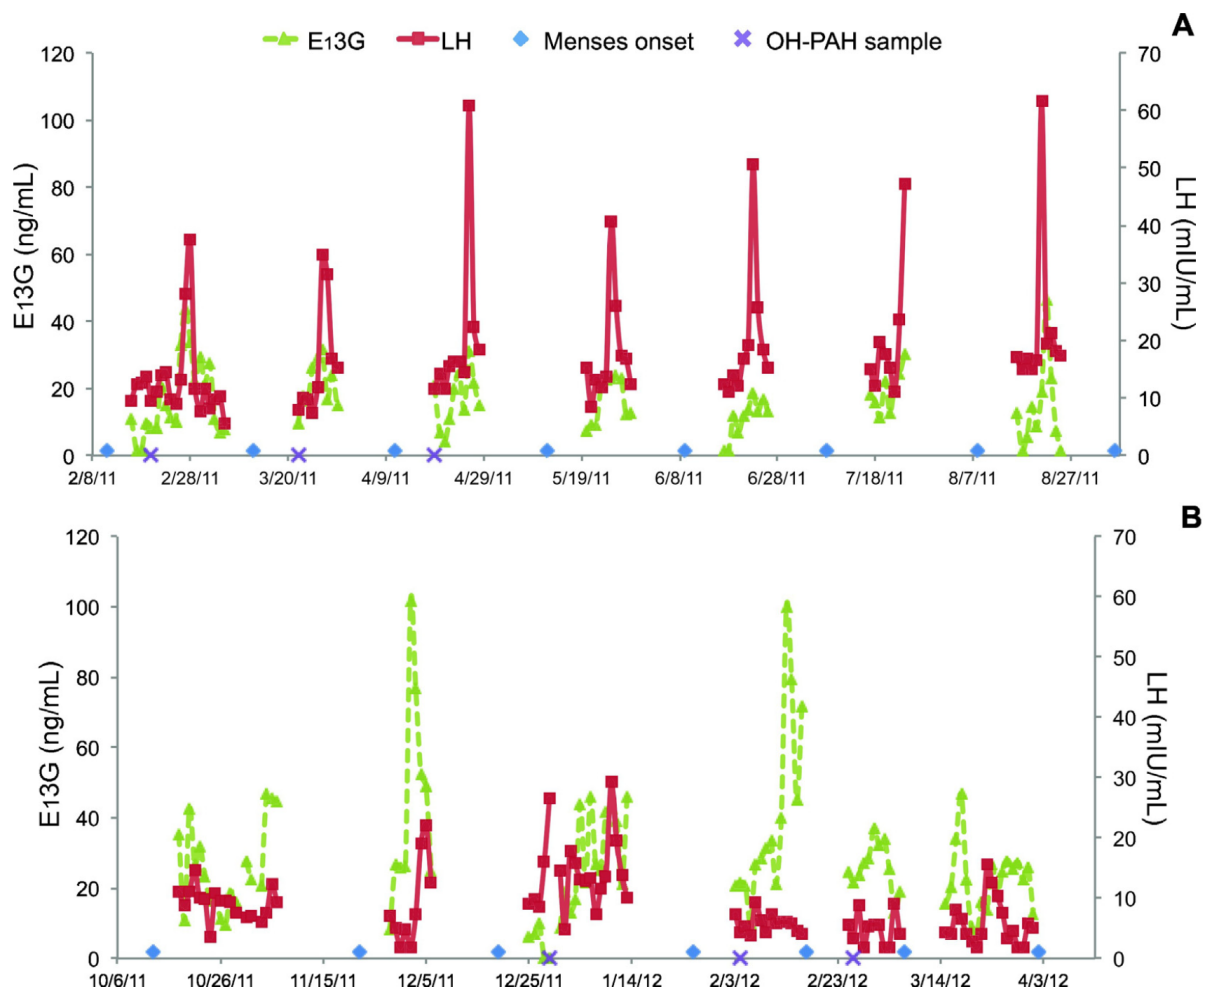 A
E13G LH Menses onset OH-PAH sample
120 70
100 60
80 50
60 40
40 30
20 20
0 10
0
E13G (ng/mL)
LH (mIU/mL)
2/8/11 2/28/11 3/20/11 4/9/11 4/29/11 5/19/11 6/8/11 6/28/11 7/18/11 8/7/11 8/27/11
B
120 70
100 60
80 50
60 40
40 30
20 20
0 10
0
E13G (ng/mL)
LH (mIU/mL)
10/6/11 10/26/11 11/15/11 12/5/11 12/25/11 1/14/12 2/3/12 2/23/12 3/14/12 4/3/12